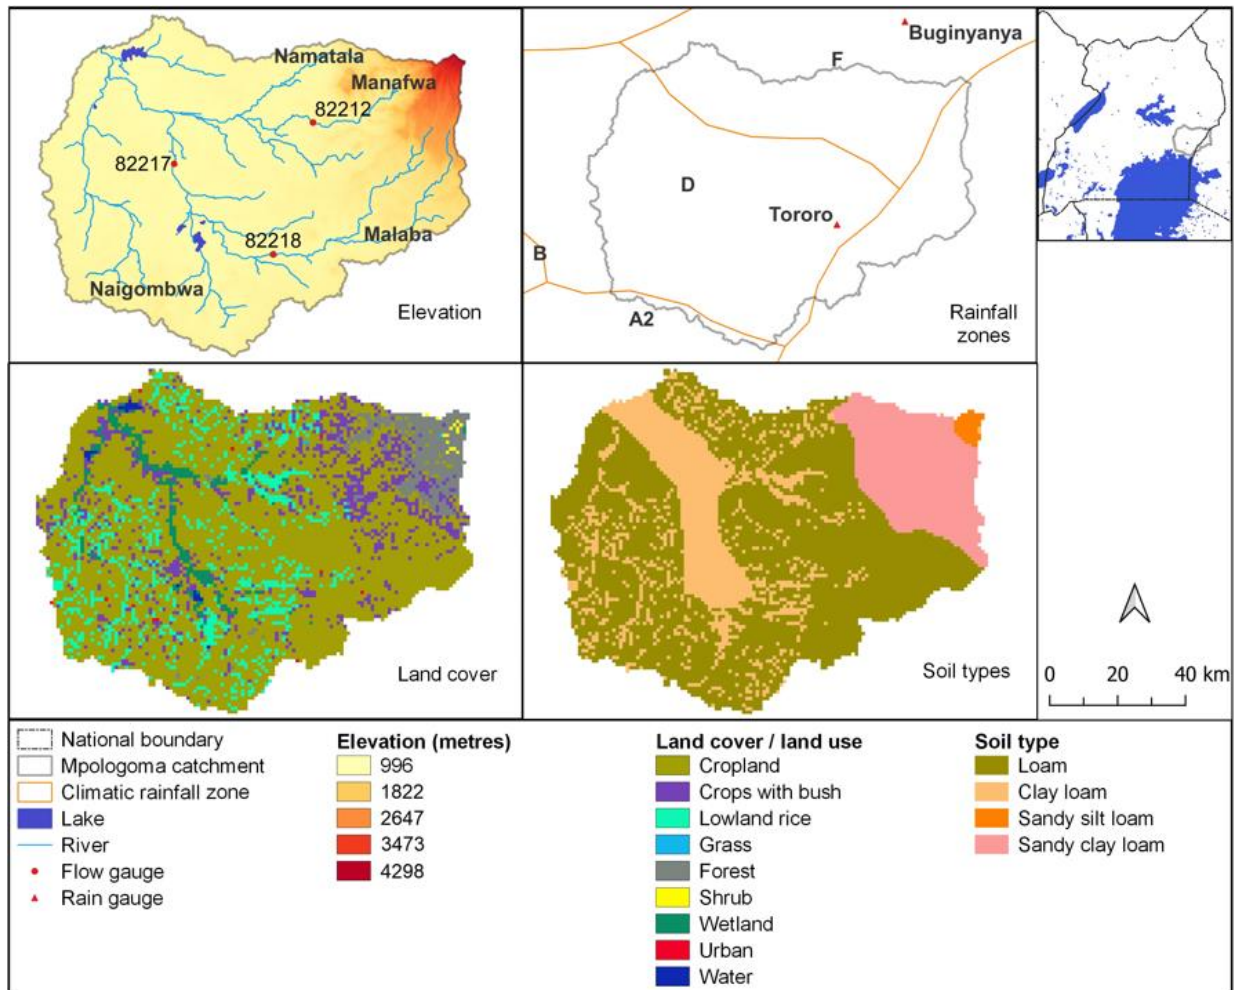 Namatala
Manafwa
82212
82217
82218
Malaba
Naigombwa
Elevation
Buginyanya
F
D
Tororo
B
A2
Rainfall
zones
Land cover
Soil types
0 20 40 km
National boundary
Mpologoma catchment
Climatic rainfall zone
Lake
River
Flow gauge
Rain gauge
Elevation (metres)
996
1822
2647
3473
4298
Land cover / land use
Cropland
Crops with bush
Lowland rice
Grass
Forest
Shrub
Wetland
Urban
Water
Soil type
Loam
Clay loam
Sandy silt loam
Sandy clay loam